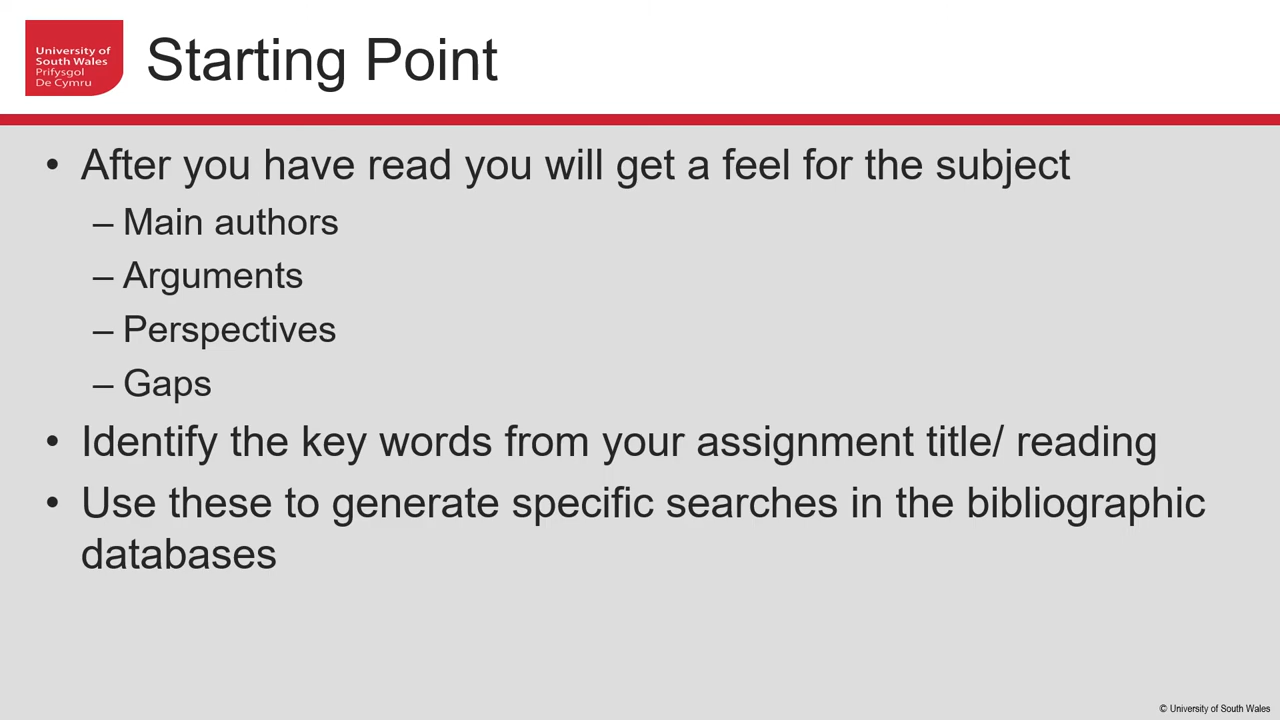 University of
South Wales
Prifysgol
De Cymru
Starting Point
• After you have read you will get a feel for the subject
– Main authors
– Arguments
– Perspectives
– Gaps
• Identify the key words from your assignment title/ reading
• Use these to generate specific searches in the bibliographic
databases
© University of South Wales